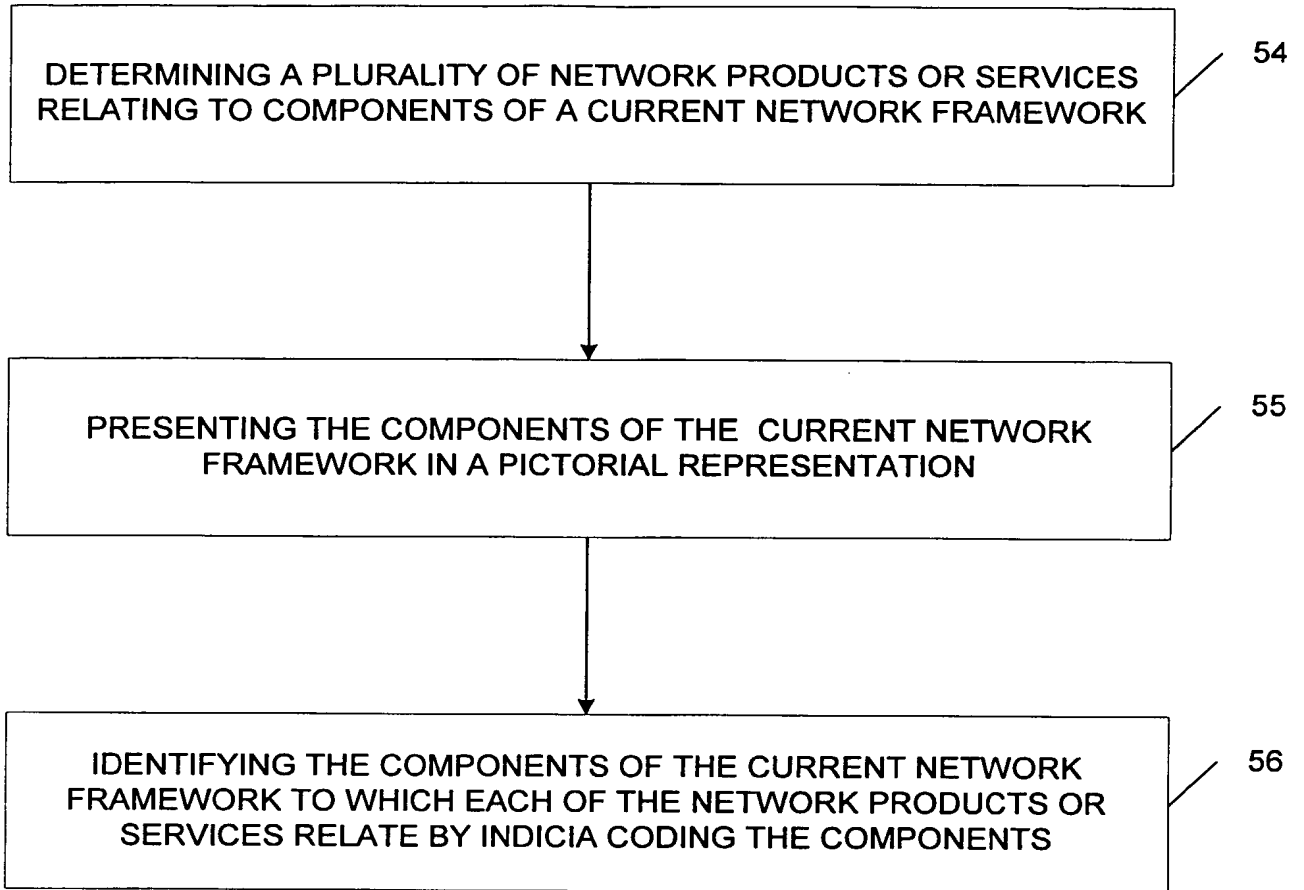 54
DETERMINING A PLURALITY OF NETWORK PRODUCTS OR SERVICES
RELATING TO COMPONENTS OF A CURRENT NETWORK FRAMEWORK
55
PRESENTING THE COMPONENTS OF THE CURRENT NETWORK
FRAMEWORK IN A PICTORIAL REPRESENTATION
56
IDENTIFYING THE COMPONENTS OF THE CURRENT NETWORK
FRAMEWORK TO WHICH EACH OF THE NETWORK PRODUCTS OR
SERVICES RELATE BY INDICIA CODING THE COMPONENTS